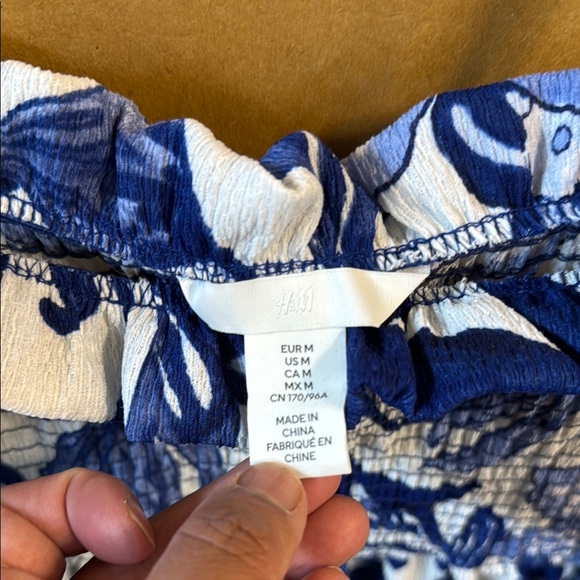 H&M
EUR M
US M
CA M
MX M
CN 170/96A
MADE IN
CHINA
FABRIQUÉ EN
CHINE